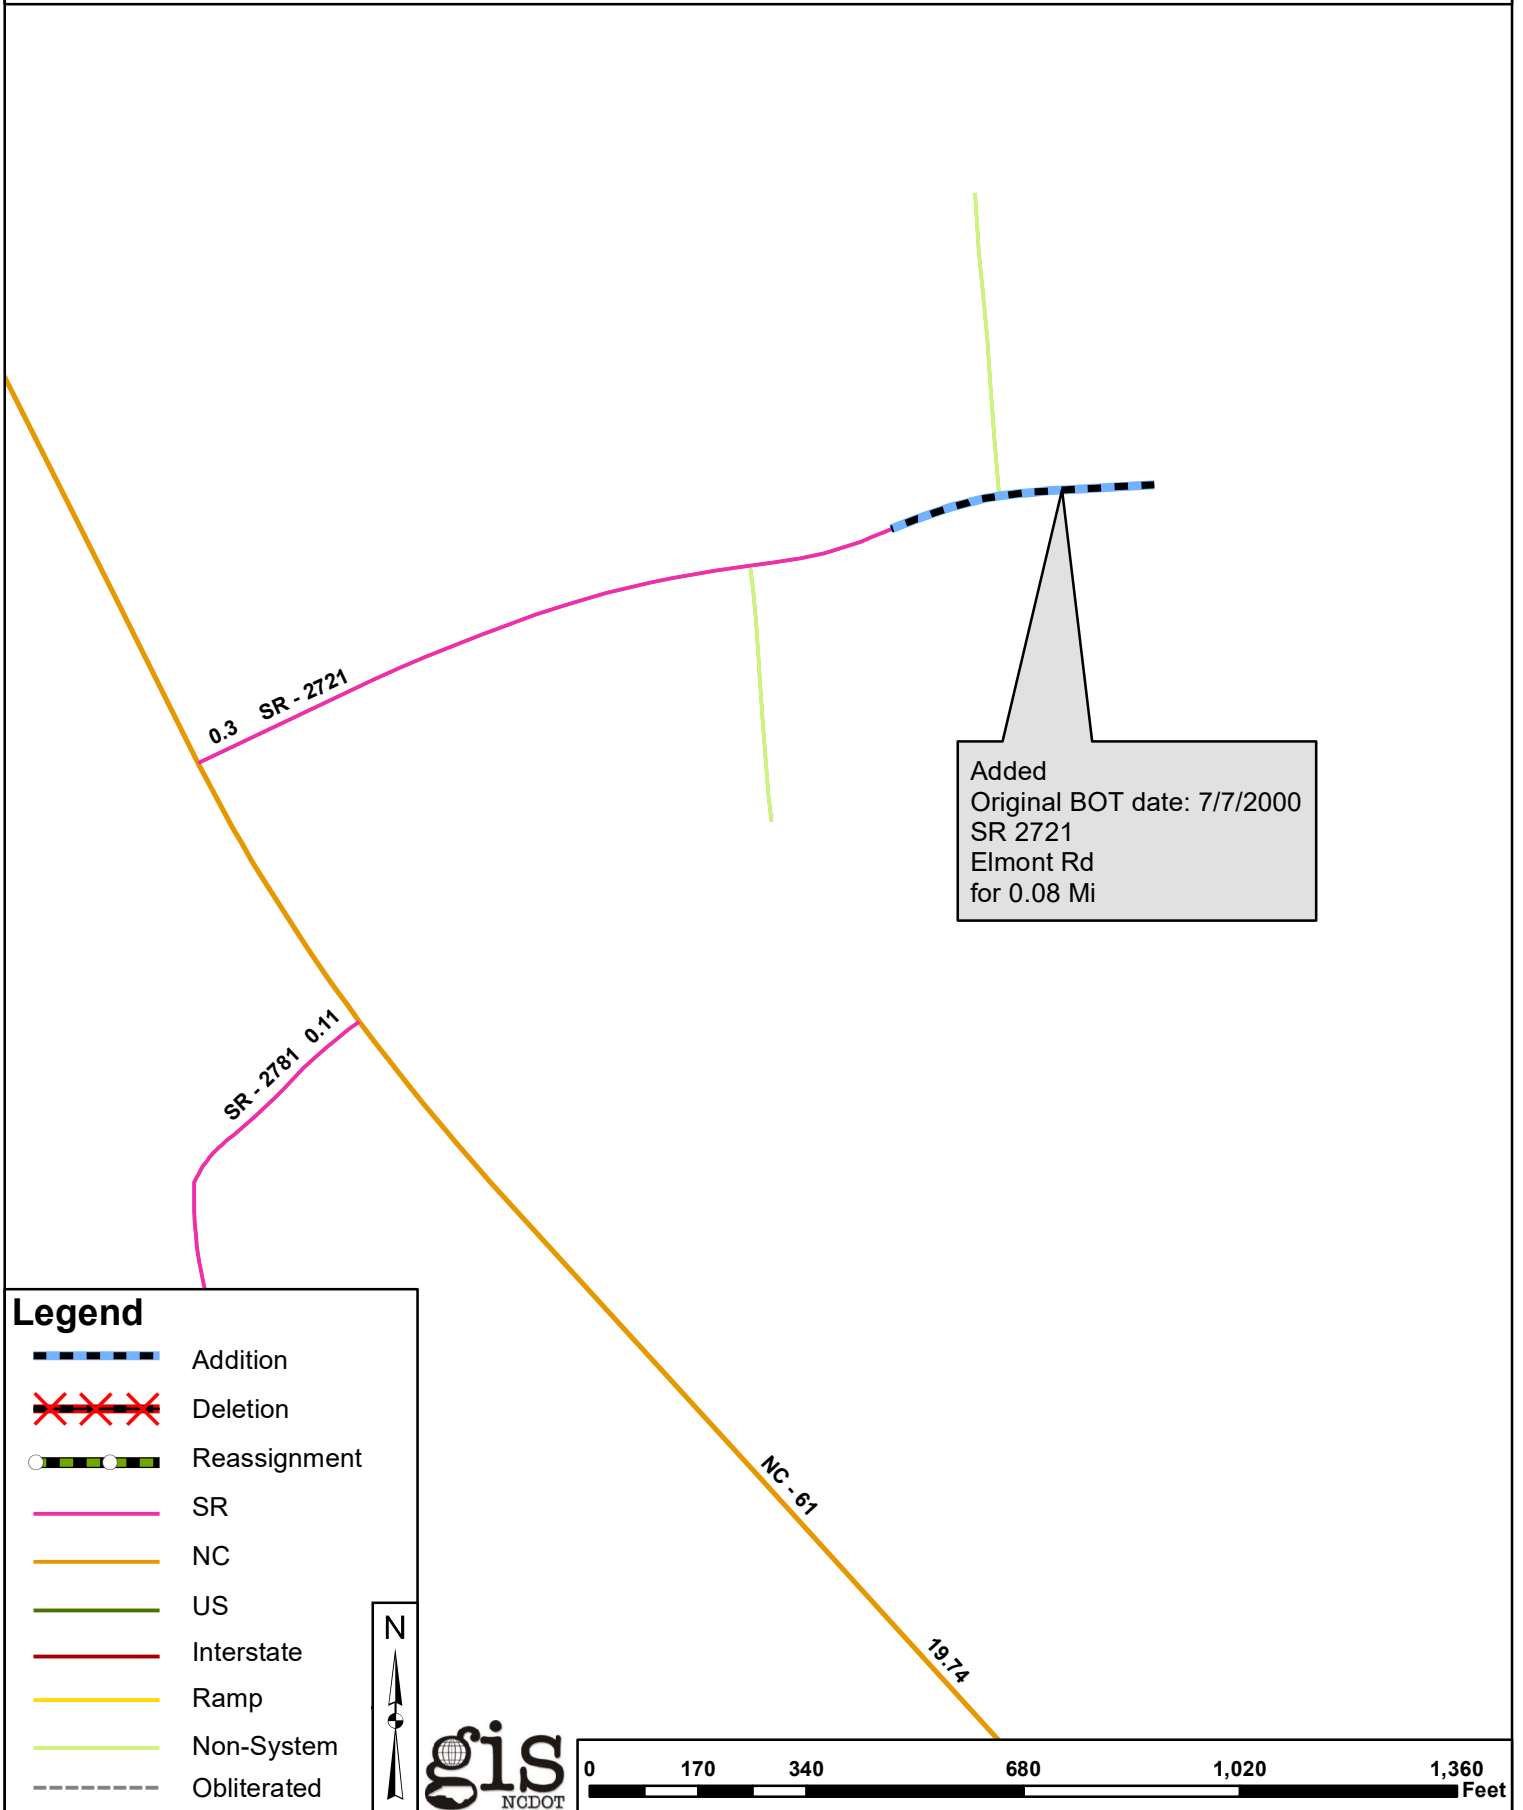 0.3 SR - 2721
Added
Original BOT date: 7/7/2000
SR 2721
Elmont Rd
for 0.08 Mi
SR - 2781 0.11
NC - 61
19.74
Legend
Addition
Deletion
Reassignment
SR
NC
US
Interstate
Ramp
Non-System
Obliterated
N
gis
NCDOT
0 170 340 680 1,020 1,360
Feet